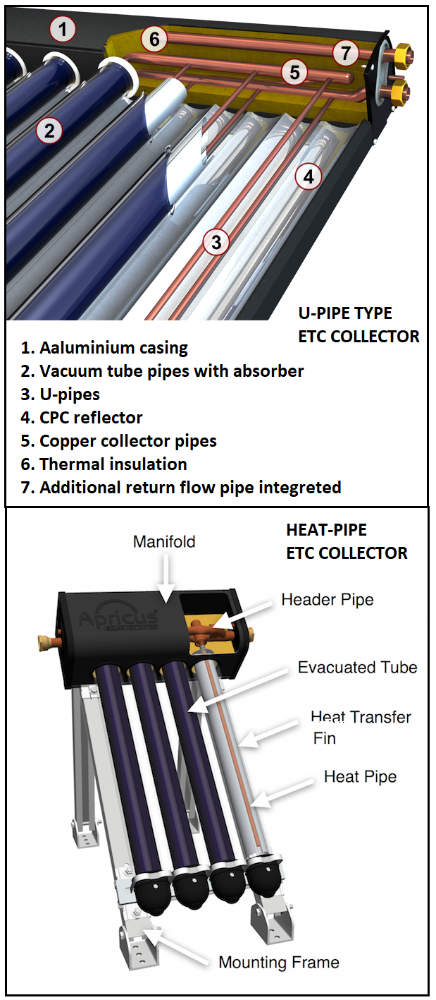 1
6
7
5
2
4
3
U-PIPE TYPE
ETC COLLECTOR
1. Aaluminium casing
2. Vacuum tube pipes with absorber
3. U-pipes
4. CPC reflector
5. Copper collector pipes
6. Thermal insulation
7. Additional return flow pipe integreted
HEAT-PIPE
ETC COLLECTOR
Manifold
Header Pipe
Apricus
Evacuated Tube
Heat Transfer
Fin
Heat Pipe
Mounting Frame